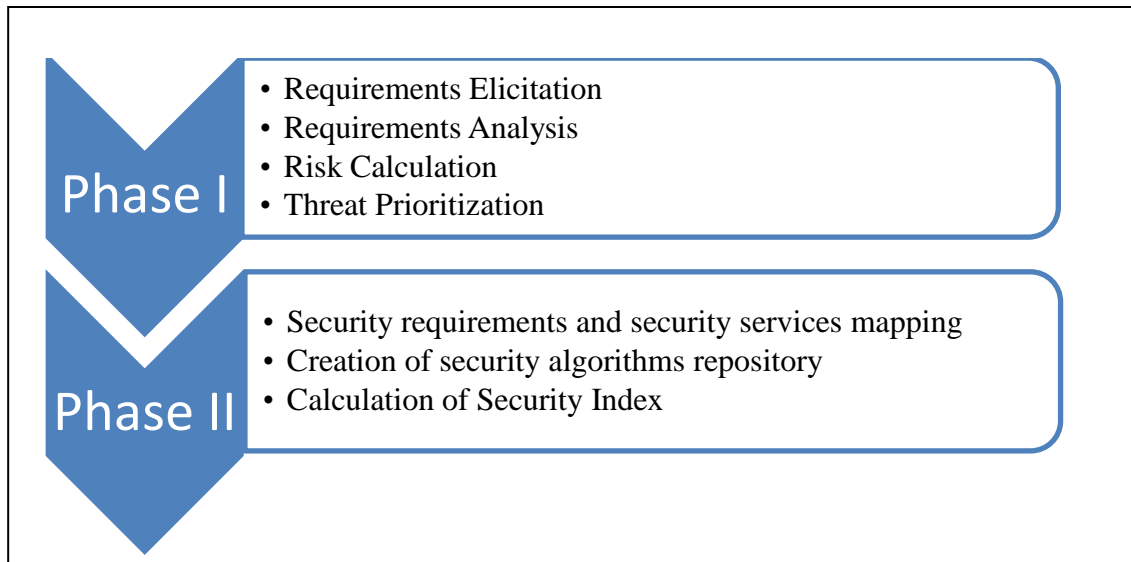 Phase I
• Requirements Elicitation
• Requirements Analysis
• Risk Calculation
• Threat Prioritization
Phase II
• Security requirements and security services mapping
• Creation of security algorithms repository
• Calculation of Security Index